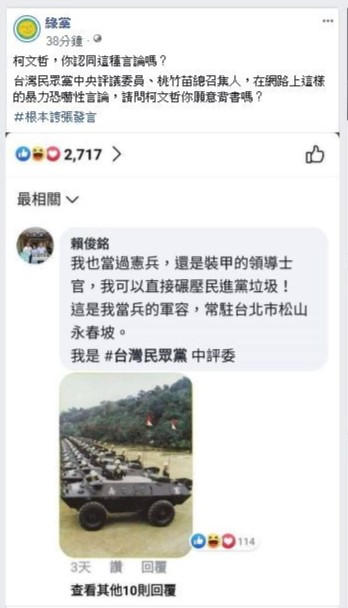 綠黨
38分鐘 ·
柯文哲，你認同這種言論嗎？
台灣民眾黨中央評議委員、桃竹苗總召集人，在網路上這樣
的暴力恐嚇性言論，請問柯文哲你願意背書嗎？
#根本誇張發言
2,717
最相關
賴俊銘
我也當過憲兵，還是裝甲的領導士
官，我可以直接碾壓民進黨垃圾！
這是我當兵的軍容，常駐台北市松山
永春坡。
我是 #台灣民眾黨 中評委
114
3天 讚 回覆
查看其他10則回覆